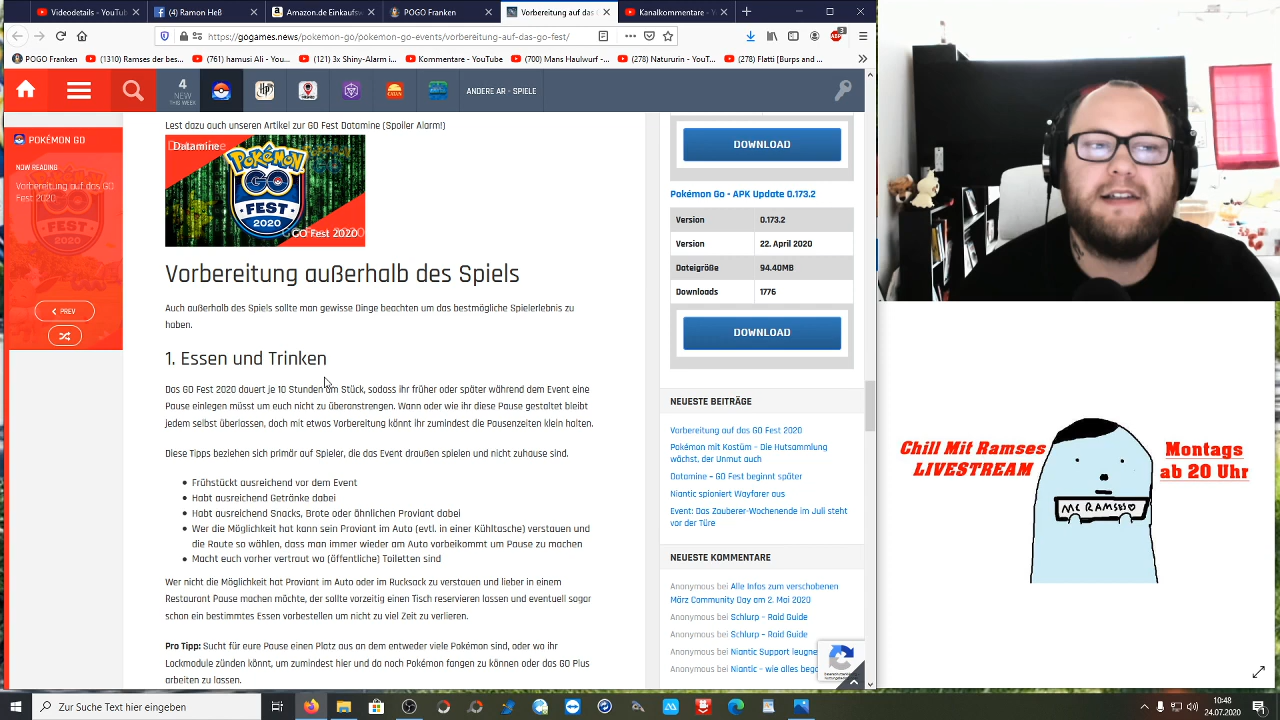 Videodetails - YouTub
(4) Ramon Heß
Amazon.de Einkaufsw
POGO Franken
Vorbereitung auf das G
Kanalkommentare - Y
https://gogames.news/pokemon-go/pokemon-go-events/vorbereitung-auf-das-go-fest/
POGO Franken
(1310) Ramses der bes
(761) hamusi Ali - You
(121) 3x Shiny-Alarm i
Kommentare - YouTube
(700) Mans Haulwurf -
(278) Naturunin - YouT
(278) Flatti [Burps and
4
NEW
THIS WEEK
ANDERE AR - SPIELE
POKÉMON GO
NOW READING
Vorbereitung auf das GO
Fest 2020
PREV
Lest dazu auch unseren Artikel zur GO Fest Datamine (Spoiler Alarm!)
Datamine
POKÉMON
GO
FEST
2020
GO Fest 2020
Vorbereitung außerhalb des Spiels
Auch außerhalb des Spiels sollte man gewisse Dinge beachten um das bestmögliche Spielerlebnis zu
haben.
1. Essen und Trinken
Das GO Fest 2020 dauert je 10 Stunden am Stück, sodass ihr früher oder später während dem Event eine
Pause einlegen müsst um euch nicht zu überanstrengen. Wann oder wie ihr diese Pause gestaltet bleibt
jedem selbst überlassen, doch mit etwas Vorbereitung könnt ihr zumindest die Pausenzeiten klein halten.
Diese Tipps beziehen sich primär auf Spieler, die das Event draußen spielen und nicht zuhause sind.
Frühstückt ausreichend vor dem Event
Habt ausreichend Getränke dabei
Habt ausreichend Snacks, Brote oder ähnlichen Proviant dabei
Wer die Möglichkeit hat kann sein Proviant im Auto (evtl. in einer Kühltasche) verstauen und
die Route so wählen, dass man immer wieder am Auto vorbeikommt um Pause zu machen
Macht euch vorher vertraut wo (öffentliche) Toiletten sind
Wer nicht die Möglichkeit hat Proviant im Auto oder im Rucksack zu verstauen und lieber in einem
Restaurant Pause machen möchte, der sollte vorzeitig einen Tisch reservieren lassen und eventuell sogar
schon ein bestimmtes Essen vorbestellen um nicht zu viel Zeit zu verlieren.
Pro Tipp: Sucht für eure Pause einen Platz aus an dem entweder viele Pokémon sind, oder wo ihr
Lockmodule zünden könnt, um zumindest hier und da noch Pokémon fangen zu können oder das GO Plus
arbeiten zu lassen.
DOWNLOAD
Pokémon Go - APK Update 0.173.2
Version 0.173.2
Version 22. April 2020
Dateigröße 94.40MB
Downloads 1776
DOWNLOAD
NEUESTE BEITRÄGE
Vorbereitung auf das GO Fest 2020
Pokémon mit Kostüm – Die Hutsammlung
wächst, der Unmut auch
Datamine – GO Fest beginnt später
Niantic spioniert Wayfarer aus
Event: Das Zauberer-Wochenende im Juli steht
vor der Türe
NEUESTE KOMMENTARE
Anonymous bei Alle Infos zum verschobenen
März Community Day am 2. Mai 2020
Anonymous bei Schlurp – Raid Guide
Anonymous bei Schlurp – Raid Guide
Anonymous bei Niantic Support leugne
Anonymous bei Niantic – wie alles beg
Chill Mit Ramses
LIVESTREAM
Montags
ab 20 Uhr
MC RAMSES
Zur Suche Text hier eingeben
10:48
24.07.2020